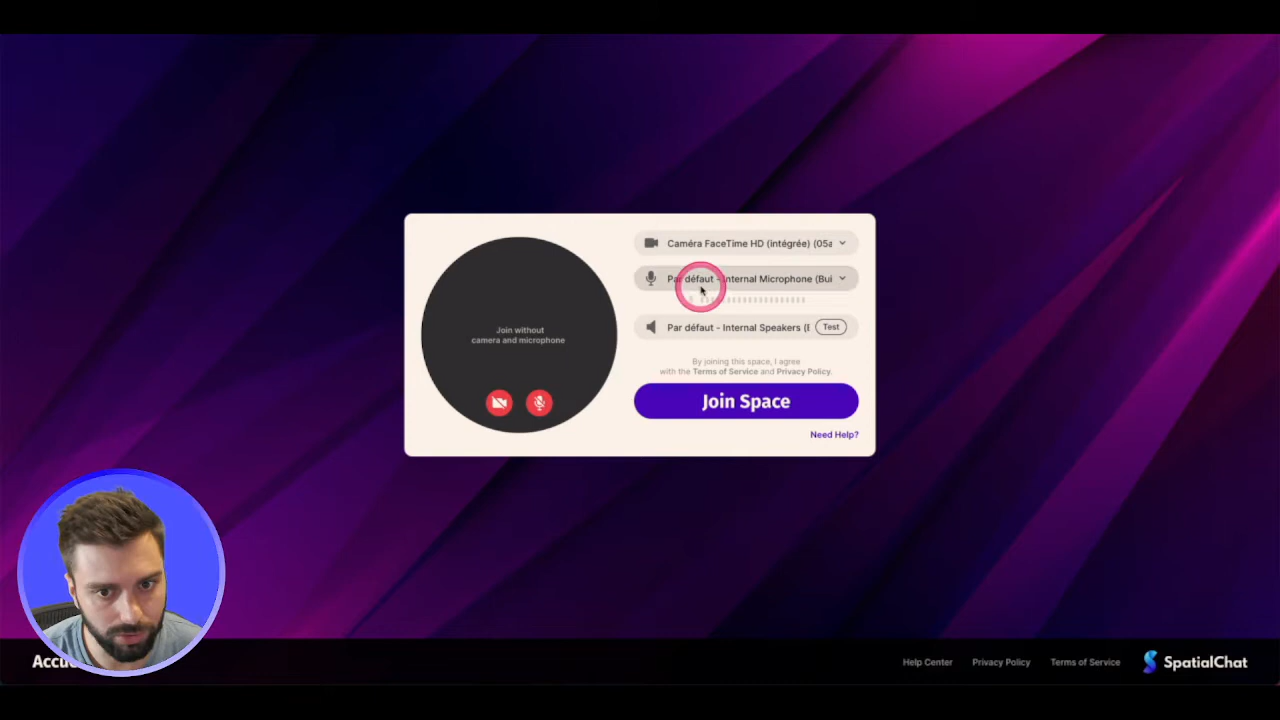 Caméra FaceTime HD (intégrée) (05a
Par défaut - Internal Microphone (Bui
Par défaut - Internal Speakers (
Test
Join without
camera and microphone
By joining this space, I agree
with the Terms of Service and Privacy Policy.
Join Space
Need Help?
Accu
Help Center
Privacy Policy
Terms of Service
SpatialChat